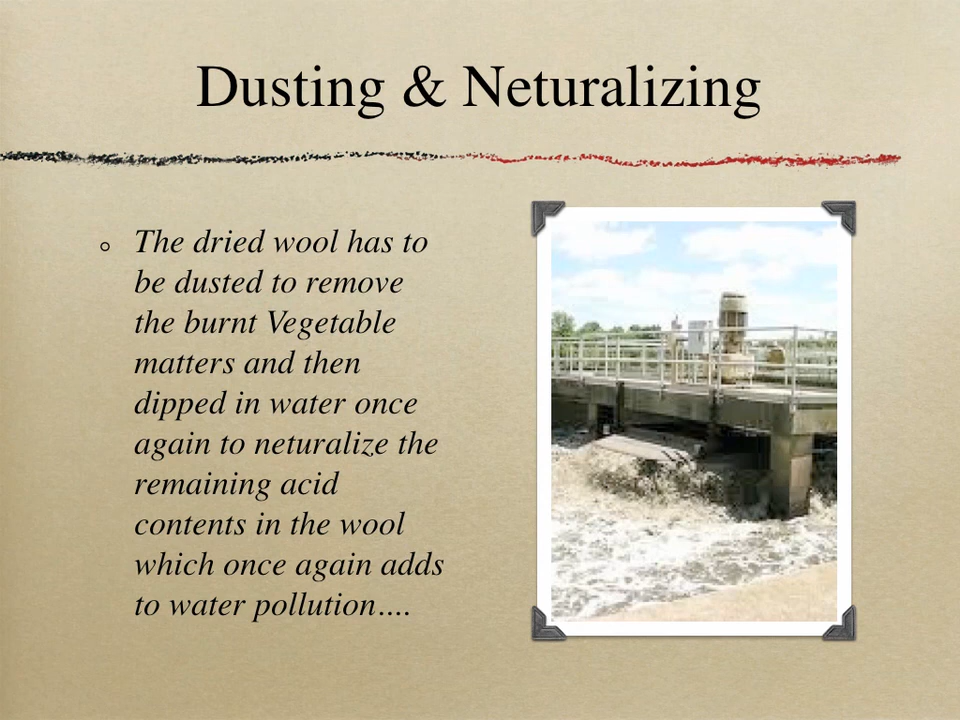 Dusting & Neturalizing
The dried wool has to
be dusted to remove
the burnt Vegetable
matters and then
dipped in water once
again to neturalize the
remaining acid
contents in the wool
which once again adds
to water pollution....